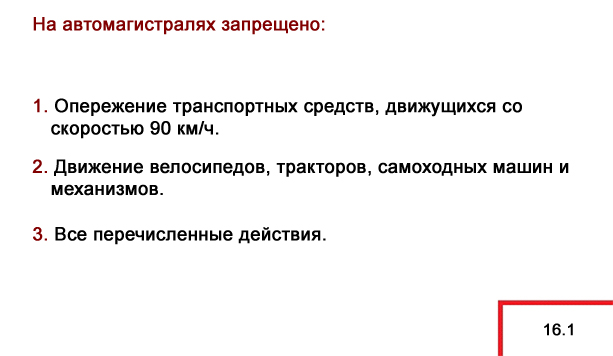 На автомагистралях запрещено:
1. Опережение транспортных средств, движущихся со
скоростью 90 км/ч.
2. Движение велосипедов, тракторов, самоходных машин и
механизмов.
3. Все перечисленные действия.
16.1